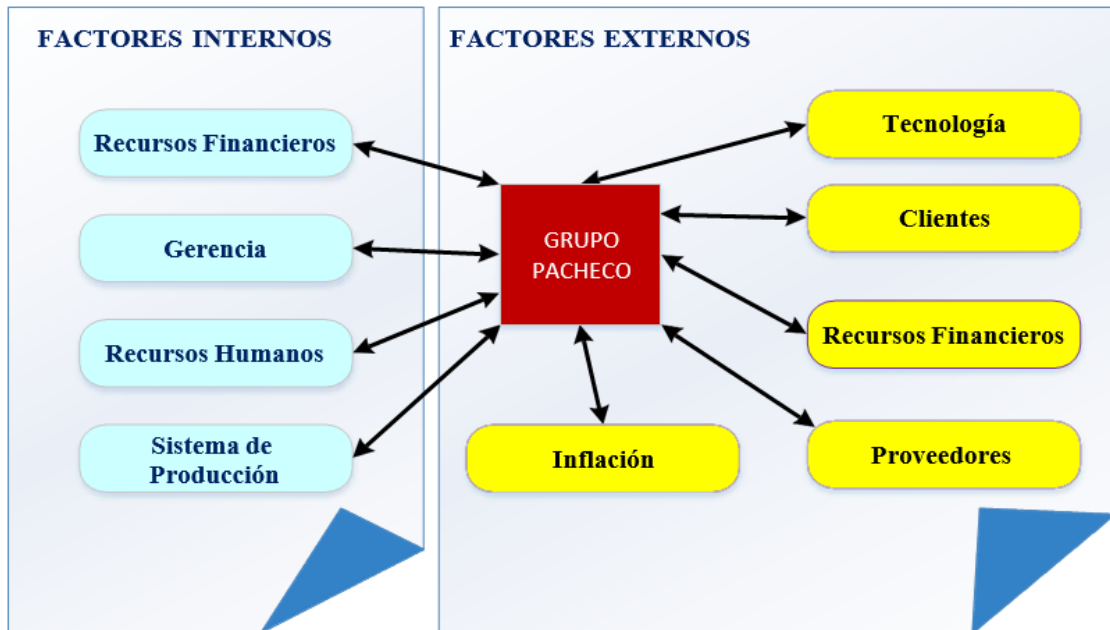 FACTORES INTERNOS
Recursos Financieros
Gerencia
Recursos Humanos
Sistema de
Producción
FACTORES EXTERNOS
GRUPO
PACHECO
Tecnología
Clientes
Recursos Financieros
Proveedores
Inflación